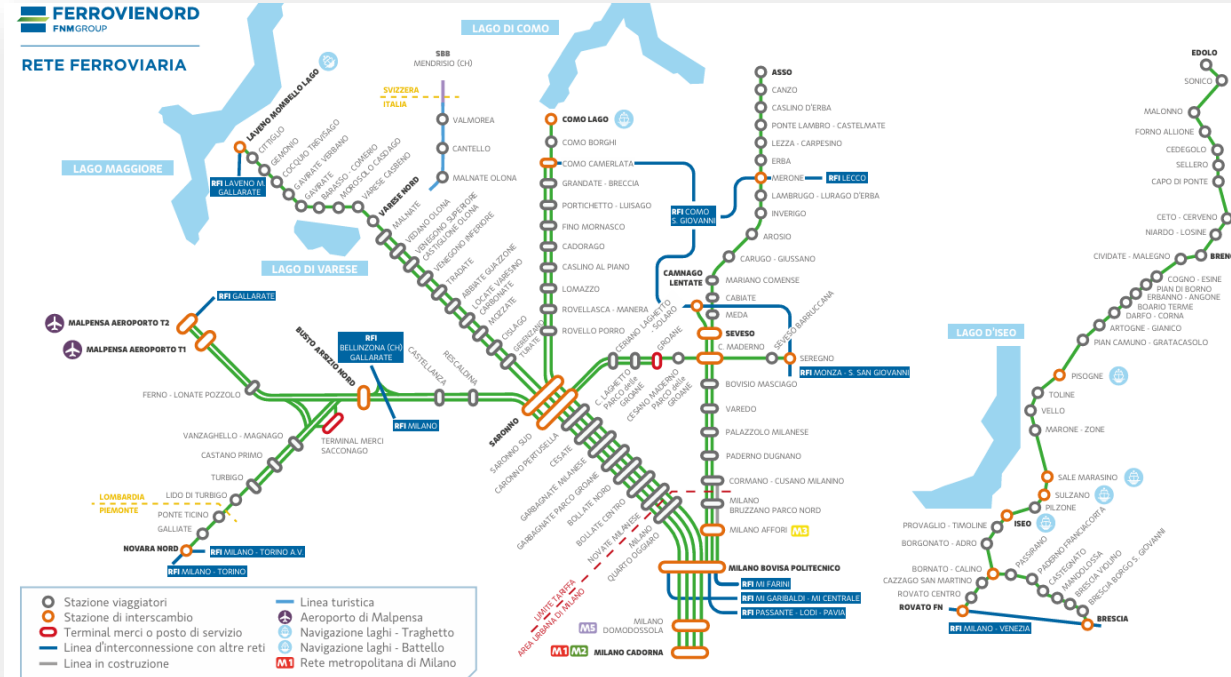 FERROVIENORD
FNMGROUP
RETE FERROVIARIA
LAGO DI COMO
LAGO MAGGIORE
LAGO DI VARESE
LAGO D'ISEO
SBB
MENDRISIO (CH)
SVIZZERA
ITALIA
VALMOREA
CANTELLO
MALNATE OLONA
LAVENO MOMBELLO LAGO
RFI LAVENO M.
GALLARATE
CITTIGLIO
GEMONIO
COCQUIO TREVISAGO
GAVIRATE VERBANO
GAVIRATE
BARASSO - COMERIO
MOROSOLO CASDAGO
VARESE CASBENO
VARESE NORD
MALNATE
VEDANO OLONA
VENEGONO SUPERIORE
CASTIGLIONE OLONA
VENEGONO INFERIORE
TRADATE
ABBIATE GUAZZONE
LOCATE VARESINO
CARBONATE
MOZZATE
CISLAGO
GERENZANO
TURATE
COMO LAGO
COMO BORGHI
COMO CAMERLATA
GRANDATE - BRECCIA
PORTICHETTO - LUISAGO
FINO MORNASCO
CADORAGO
CASLINO AL PIANO
LOMAZZO
ROVELLASCA - MANERA
ROVELLO PORRO
RFI COMO
S. GIOVANNI
ASSO
CANZO
CASLINO D'ERBA
PONTE LAMBRO - CASTELMATE
LEZZA - CARPESINO
ERBA
MERONE
RFI LECCO
LAMBRUGO - LURAGO D'ERBA
INVERIGO
AROSIO
CARUGO - GIUSSANO
MARIANO COMENSE
CABIATE
MEDA
CAMNAGO
LENTATE
SEVESO
C. MADERNO
SEVESO BARRUCCANA
SEREGNO
RFI MONZA - S. SAN GIOVANNI
BOVISIO MASCIAGO
VAREDO
PALAZZOLO MILANESE
PADERNO DUGNANO
CORMANO - CUSANO MILANINO
MILANO
BRUZZANO PARCO NORD
MILANO AFFORI M3
CERIANO LAGHETTO
- SOLARO
GROANE
C. LAGHETTO
PARCO delle
GROANE
CESANO MADERNO
PARCO delle
GROANE
RFI GALLARATE
MALPENSA AEROPORTO T2
MALPENSA AEROPORTO T1
FERNO - LONATE POZZOLO
BUSTO ARSIZIO NORD
RFI
BELLINZONA (CH)
GALLARATE
RFI MILANO
CASTELLANZA
RESCALDINA
SARONNO
TERMINAL MERCI
SACCONAGO
VANZAGHELLO - MAGNAGO
CASTANO PRIMO
TURBIGO
LIDO DI TURBIGO
LOMBARDIA
PIEMONTE
PONTE TICINO
GALLIATE
NOVARA NORD
RFI MILANO - TORINO A.V.
RFI MILANO - TORINO
SARONNO SUD
CARONNO PERTUSELLA
CESATE
GARBAGNATE MILANESE
GARBAGNATE PARCO GROANE
BOLLATE NORD
BOLLATE CENTRO
NOVATE MILANESE
MILANO
QUARTO OGGIARO
LIMITE TARIFFA
AREA URBANA DI MILANO
MILANO BOVISA POLITECNICO
RFI MI FARINI
RFI MI GARIBALDI - MI CENTRALE
RFI PASSANTE - LODI - PAVIA
M5 MILANO
DOMODOSSOLA
M1 M2 MILANO CADORNA
EDOLO
SONICO
MALONNO
FORNO ALLIONE
CEDEGOLO
SELLERO
CAPO DI PONTE
CETO - CERVENO
NIARDO - LOSINE
BREN
CIVIDATE - MALEGNO
COGNO - ESINE
PIAN DI BORNO
ERBANNO - ANGONE
BOARIO TERME
DARFO - CORNA
ARTOGNE - GIANICO
PIAN CAMUNO - GRATACASOLO
PISOGNE
TOLINE
VELLO
MARONE - ZONE
SALE MARASINO
SULZANO
PILZONE
ISEO
PROVAGLIO - TIMOLINE
BORGONATO - ADRO
BORNATO - CALINO
CAZZAGO SAN MARTINO
ROVATO CENTRO
ROVATO FN
RFI MILANO - VENEZIA
PASSIRANO
PADERNO FRANCIACORTA
CASTEGNATO
MANDOLOSSA
BRESCIA VIOLINO
BRESCIA BORGO S. GIOVANNI
BRESCIA
Stazione viaggiatori
Stazione di interscambio
Terminal merci o posto di servizio
Linea d'interconnessione con altre reti
Linea in costruzione
Linea turistica
Aeroporto di Malpensa
Navigazione laghi - Traghetto
Navigazione laghi - Battello
M1 Rete metropolitana di Milano